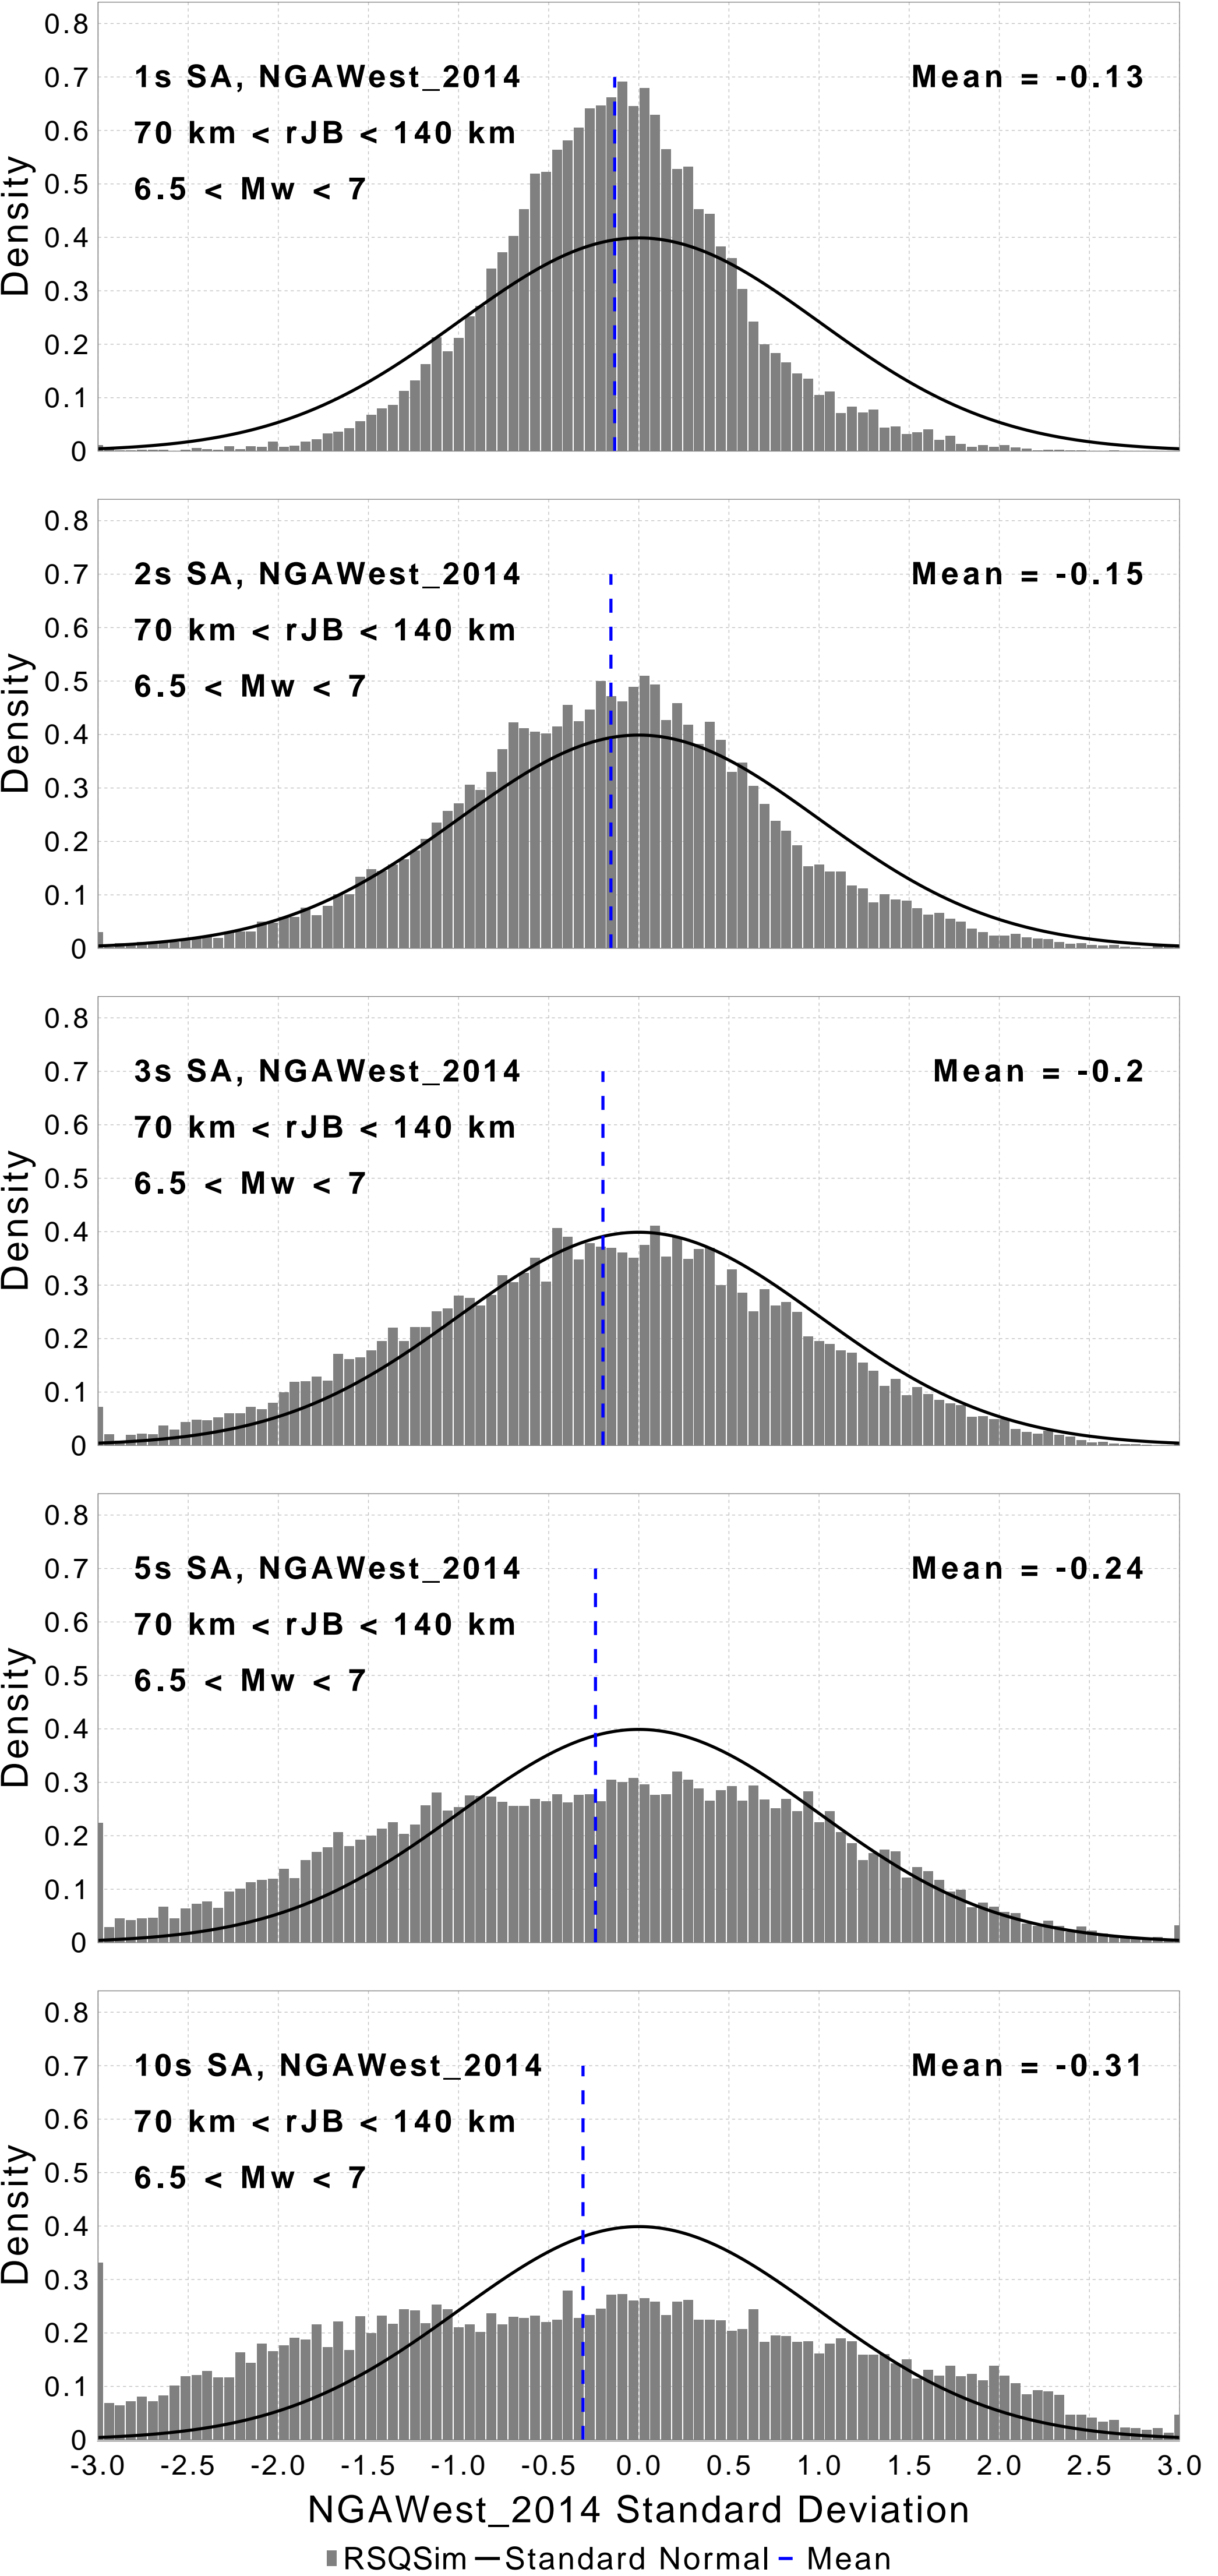 0.8
1s SA, NGAWest_2014 Mean = -0.13
0.7
70 km < rJB < 140 km
0.6
6.5 < Mw < 7
0.5
0.4
0.3
0.2
0.1
0
Density
0.8
2s SA, NGAWest_2014 Mean = -0.15
0.7
70 km < rJB < 140 km
0.6
6.5 < Mw < 7
0.5
0.4
0.3
0.2
0.1
0
Density
0.8
3s SA, NGAWest_2014 Mean = -0.2
0.7
70 km < rJB < 140 km
0.6
6.5 < Mw < 7
0.5
0.4
0.3
0.2
0.1
0
Density
0.8
5s SA, NGAWest_2014 Mean = -0.24
0.7
70 km < rJB < 140 km
0.6
6.5 < Mw < 7
0.5
0.4
0.3
0.2
0.1
0
Density
0.8
10s SA, NGAWest_2014 Mean = -0.31
0.7
70 km < rJB < 140 km
0.6
6.5 < Mw < 7
0.5
0.4
0.3
0.2
0.1
0
Density
-3.0 -2.5 -2.0 -1.5 -1.0 -0.5 0.0 0.5 1.0 1.5 2.0 2.5 3.0
NGAWest_2014 Standard Deviation
RSQSim Standard Normal Mean